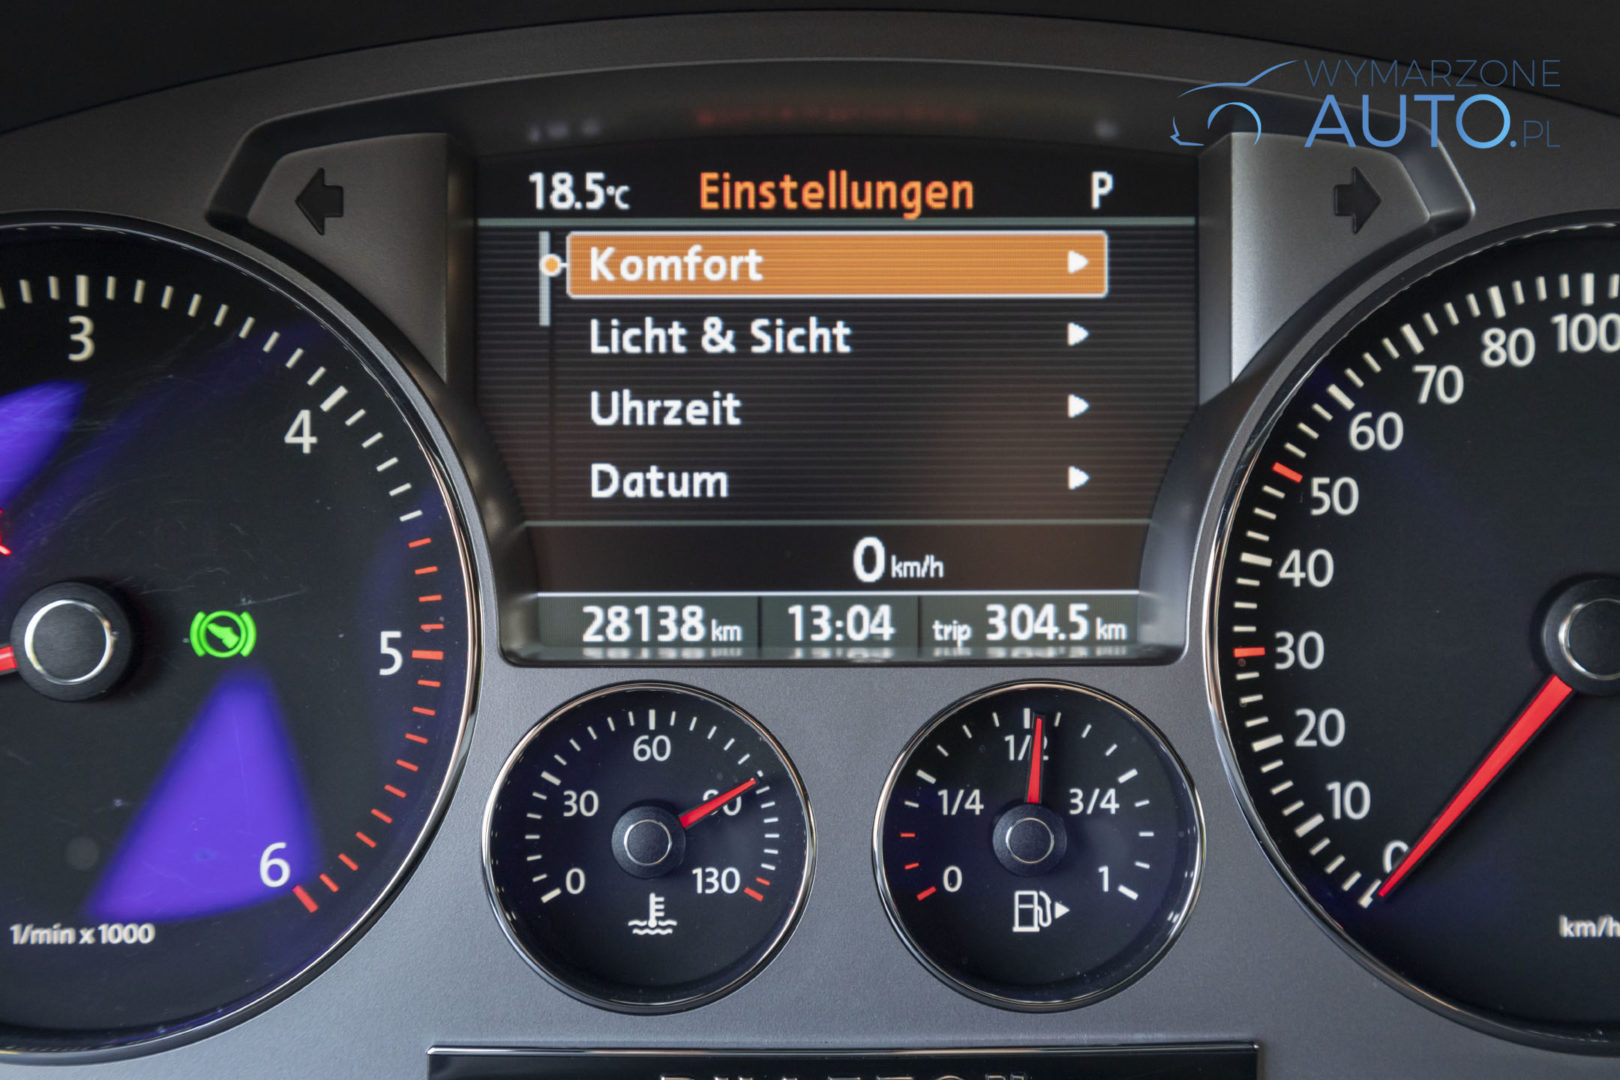 WYMARZONE
AUTO.PL
18.5°C Einstellungen P
Komfort
Licht & Sicht
Uhrzeit
Datum
0 km/h
28138 km 13:04 trip 304.5 km
3
4
5
6
1/min x 1000
0
30
60
90
130
0
1/4
1/2
3/4
1
0
10
20
30
40
50
60
70
80
100
km/h